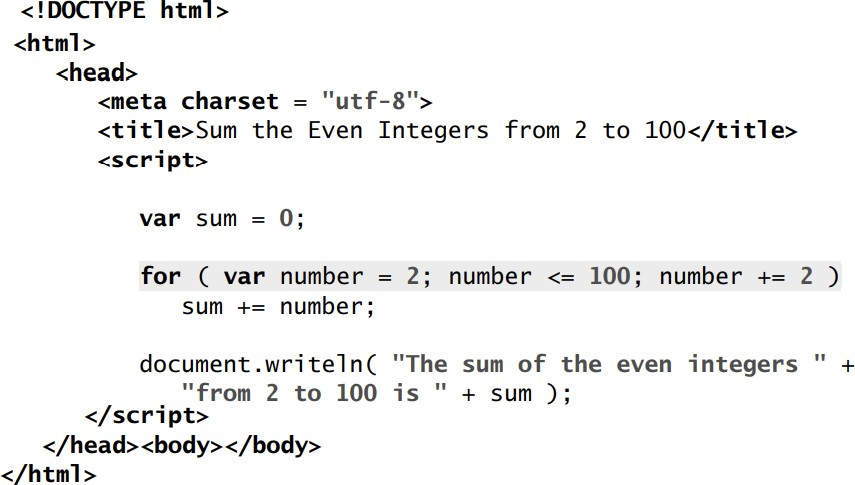 <!DOCTYPE html>
<html>
<head>
<meta charset = "utf-8">
<title>Sum the Even Integers from 2 to 100</title>
<script>
var sum = 0;
for ( var number = 2; number <= 100; number += 2 )
sum += number;
document.writeln( "The sum of the even integers " +
"from 2 to 100 is " + sum );
</script>
</head><body></body>
</html>